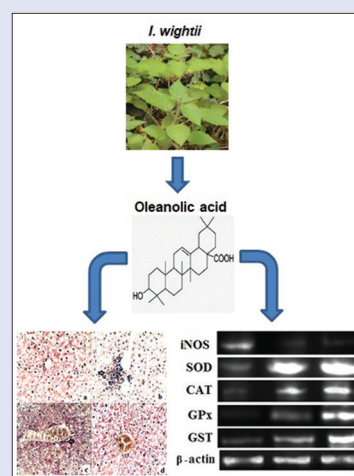 I. wightii
Oleanolic acid
COOH
HO
a
b
c
d
iNOS
SOD
CAT
GPx
GST
β-actin